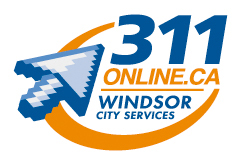 311
ONLINE.CA
WINDSOR
CITY SERVICES